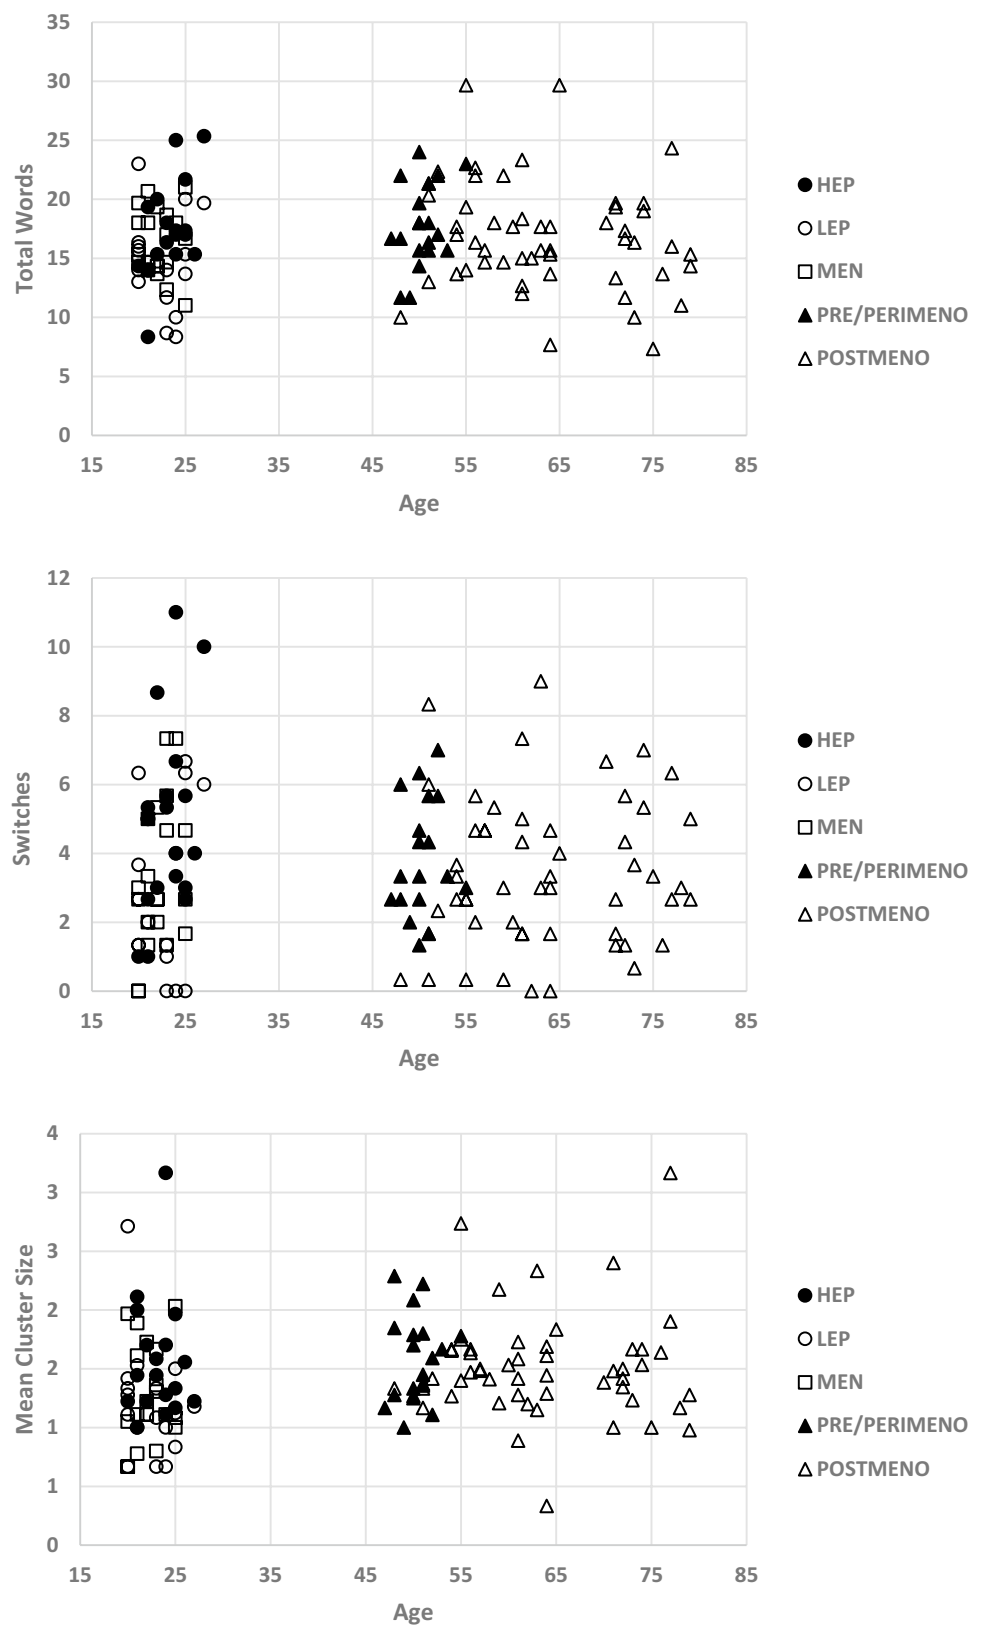 35
30
25
20
15
10
5
0
Total Words
15 25 35 45 55 65 75 85
Age
HEP
LEP
MEN
PRE/PERIMENO
POSTMENO
12
10
8
6
4
2
0
Switches
15 25 35 45 55 65 75 85
Age
HEP
LEP
MEN
PRE/PERIMENO
POSTMENO
4
3
3
2
2
1
1
0
Mean Cluster Size
15 25 35 45 55 65 75 85
Age
HEP
LEP
MEN
PRE/PERIMENO
POSTMENO